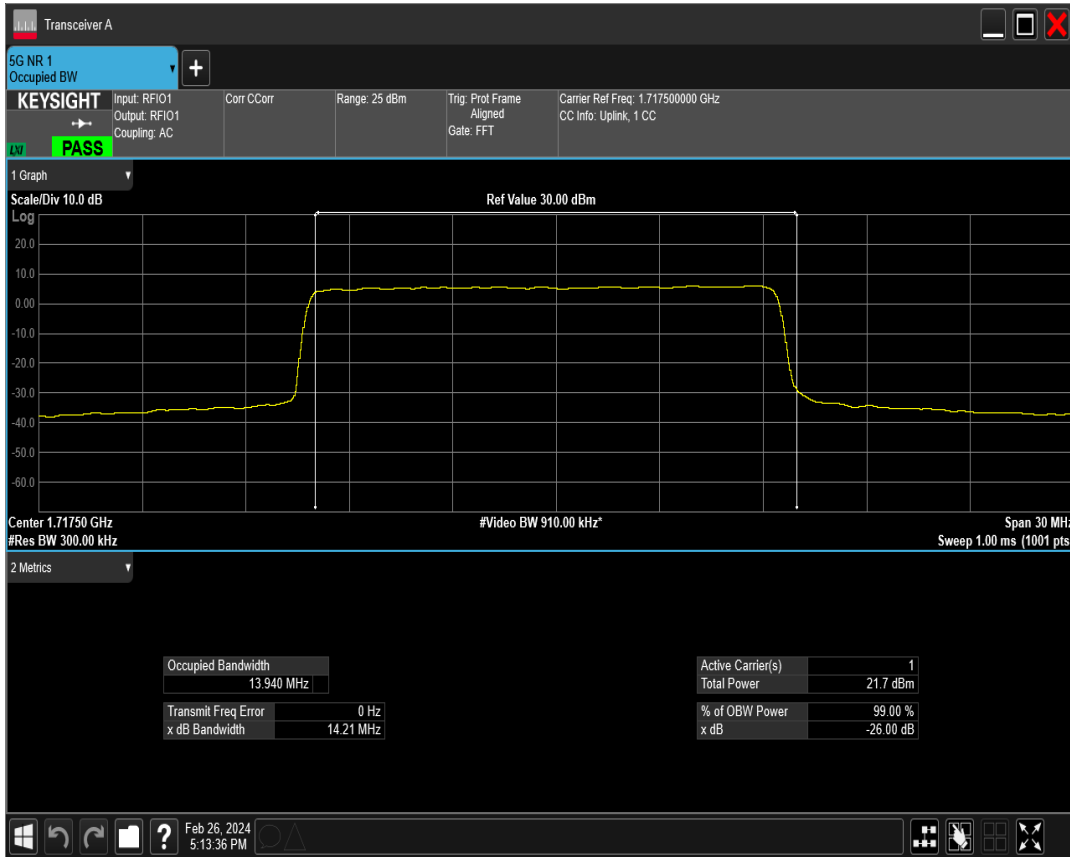 Transceiver A
5G NR 1
Occupied BW
KEYSIGHT
Input: RFIO1
Output: RFIO1
Coupling: AC
Corr CCorr
Range: 25 dBm
Trig: Prot Frame
Aligned
Gate: FFT
Carrier Ref Freq: 1.717500000 GHz
CC Info: Uplink, 1 CC
LXI
PASS
1 Graph
Scale/Div 10.0 dB
Ref Value 30.00 dBm
Log
20.0
10.0
0.00
-10.0
-20.0
-30.0
-40.0
-50.0
-60.0
Center 1.71750 GHz
#Video BW 910.00 kHz*
Span 30 MHz
#Res BW 300.00 kHz
Sweep 1.00 ms (1001 pts
2 Metrics
Occupied Bandwidth
13.940 MHz
Transmit Freq Error 0 Hz
x dB Bandwidth 14.21 MHz
Active Carrier(s) 1
Total Power 21.7 dBm
% of OBW Power 99.00 %
x dB -26.00 dB
?
Feb 26, 2024
5:13:36 PM